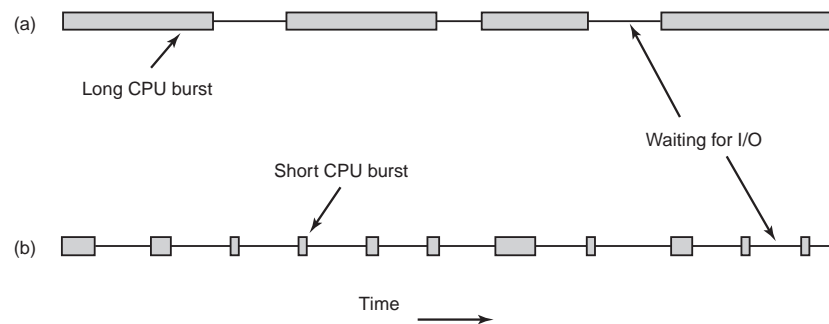 (a)
Long CPU burst
Waiting for I/O
Short CPU burst
(b)
Time